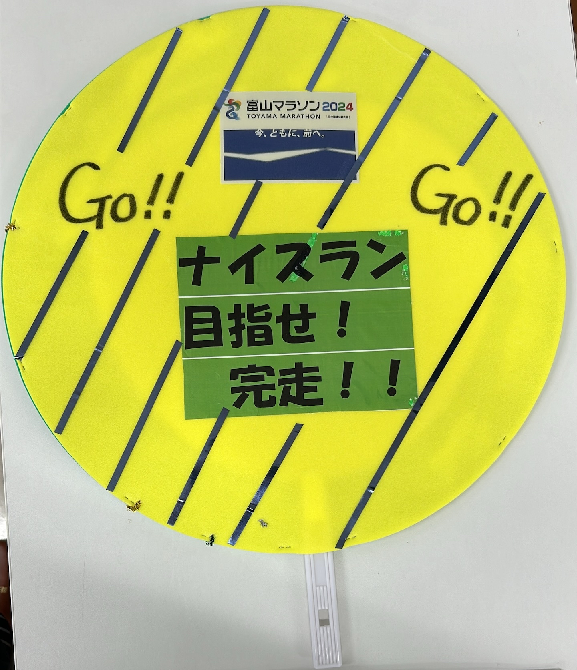 富山マラソン2024
TOYAMA MARATHON
今、ともに、前へ。
Go!! Go!!
ナイスラン
目指せ！
完走！！